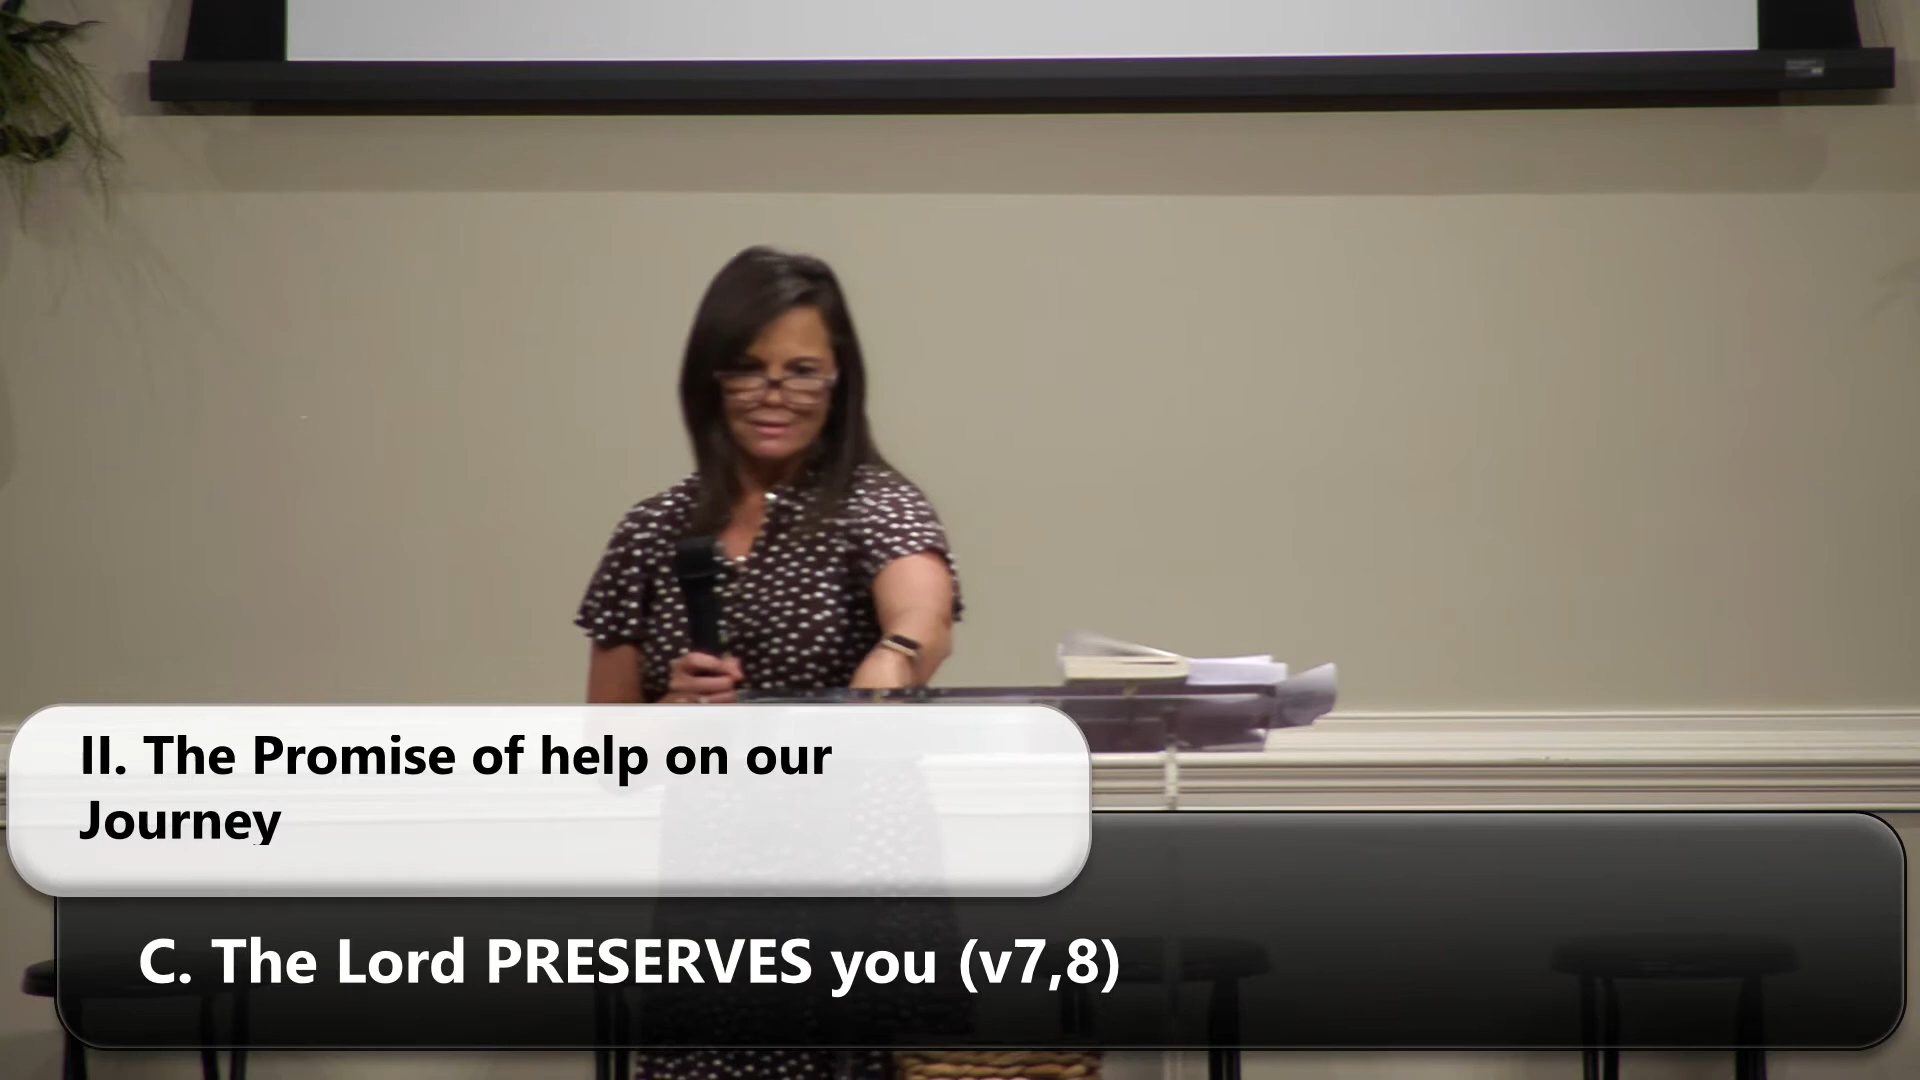 II. The Promise of help on our
Journey
C. The Lord PRESERVES you (v7,8)